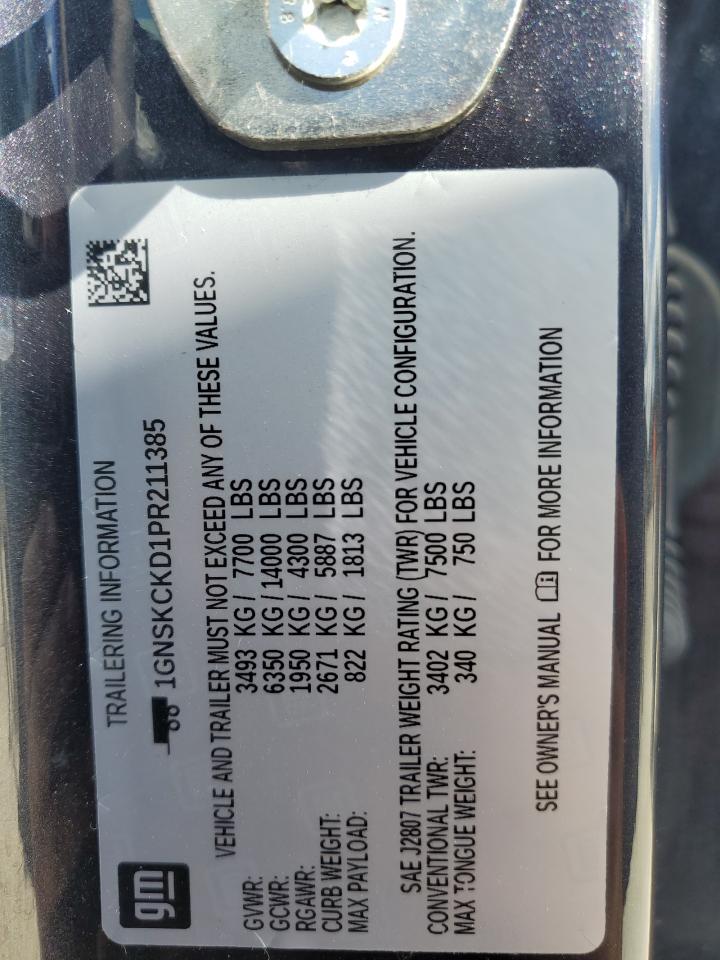 gm
TRAILERING INFORMATION
1GNSKCKD1PR211385
VEHICLE AND TRAILER MUST NOT EXCEED ANY OF THESE VALUES.
GVWR: 3493 KG / 7700 LBS
GCWR: 6350 KG / 14000 LBS
RGAWR: 1950 KG / 4300 LBS
CURB WEIGHT: 2671 KG / 5887 LBS
MAX PAYLOAD: 822 KG / 1813 LBS
SAE J2807 TRAILER WEIGHT RATING (TWR) FOR VEHICLE CONFIGURATION.
CONVENTIONAL TWR: 3402 KG / 7500 LBS
MAX TONGUE WEIGHT: 340 KG / 750 LBS
SEE OWNER'S MANUAL FOR MORE INFORMATION